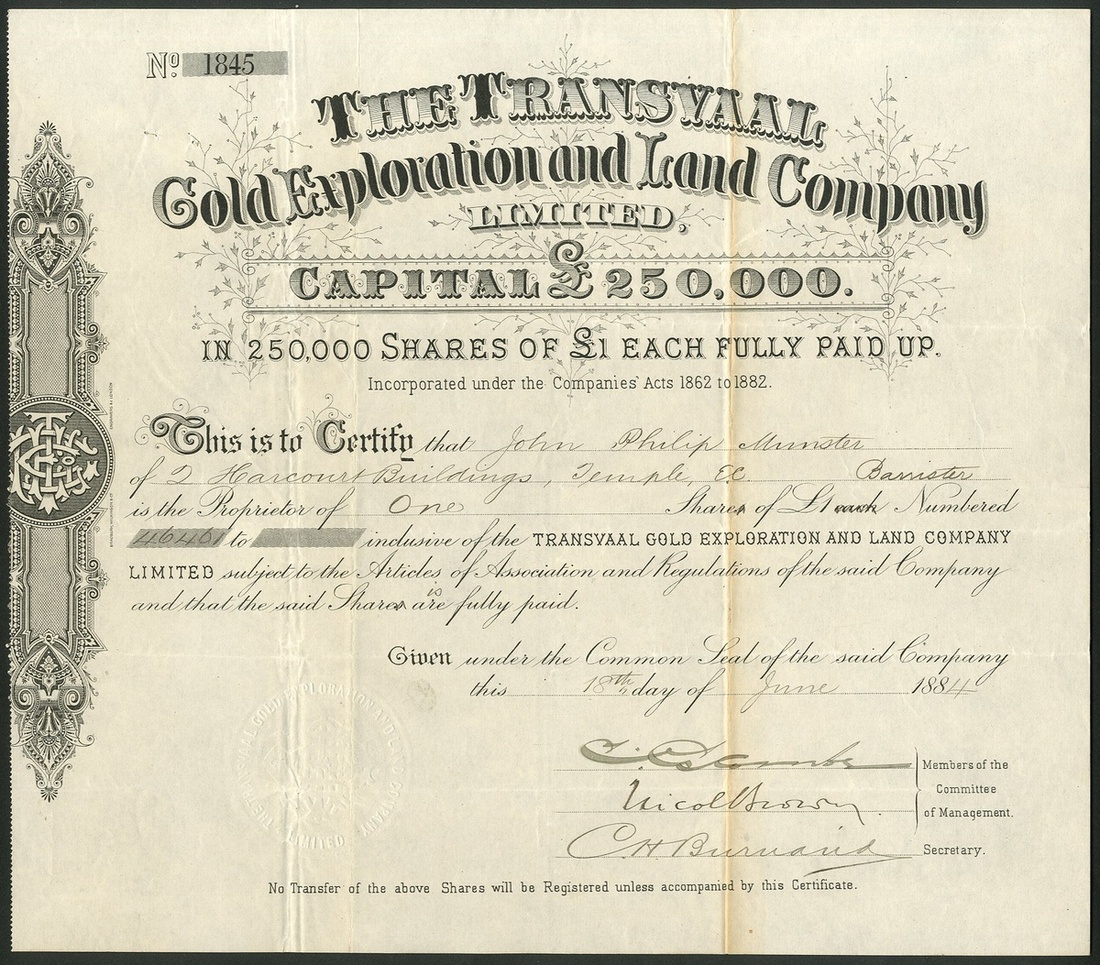 No. 1845
THE TRANSVAAL
Gold Exploration and Land Company
LIMITED,
CAPITAL £250,000.
IN 250,000 SHARES OF £1 EACH FULLY PAID UP.
Incorporated under the Companies' Acts 1862 to 1882.
This is to Certify that John Philip Munster
of 2 Harcourt Buildings, Temple, E.C. Barrister
is the Proprietor of One Share of £1 each Numbered
46461 to inclusive of the TRANSVAAL GOLD EXPLORATION AND LAND COMPANY
LIMITED subject to the Articles of Association and Regulations of the said Company
and that the said Share is fully paid.
Given under the Common Seal of the said Company
this 18th day of June 1884
Members of the
Committee
of Management.
Nicol Brown
C H Burnand Secretary.
No Transfer of the above Shares will be Registered unless accompanied by this Certificate.